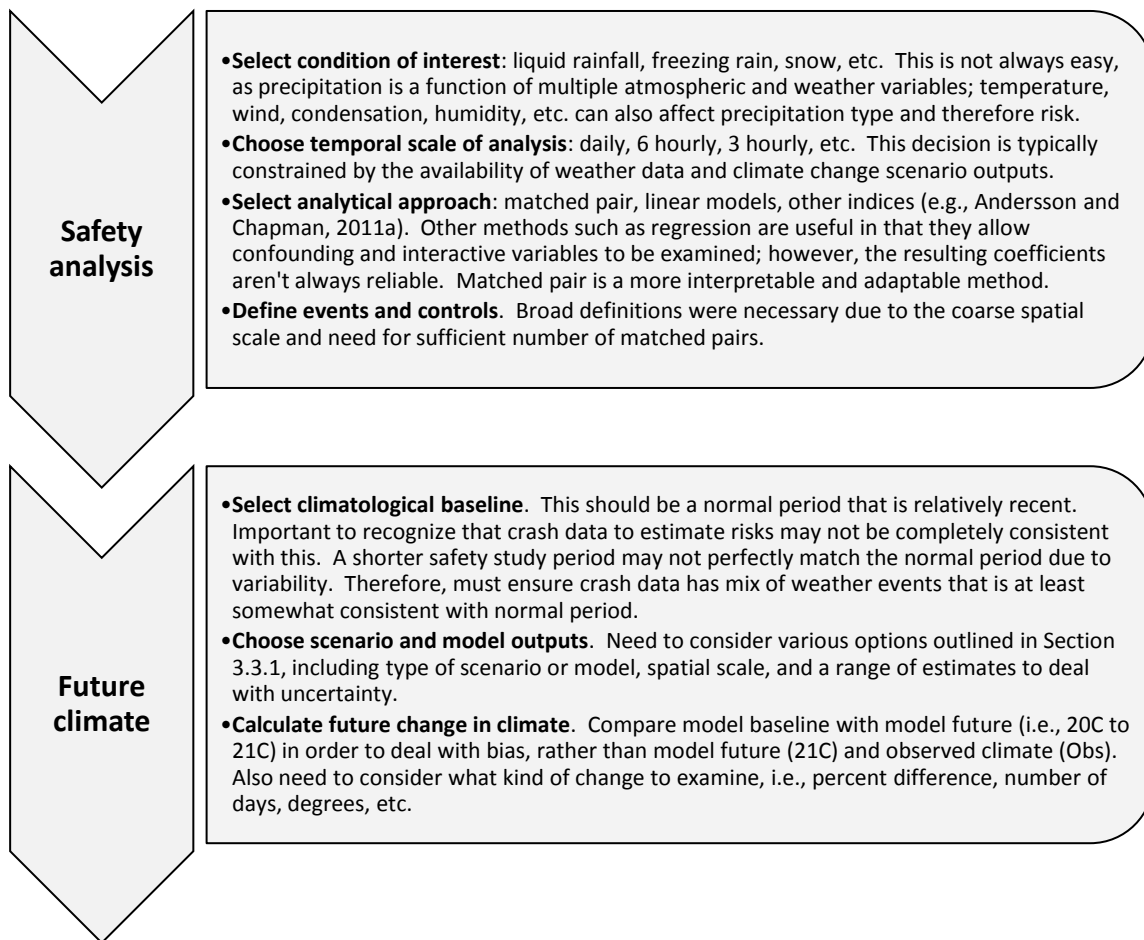 Safety
analysis
•Select condition of interest: liquid rainfall, freezing rain, snow, etc.  This is not always easy,
as precipitation is a function of multiple atmospheric and weather variables; temperature,
wind, condensation, humidity, etc. can also affect precipitation type and therefore risk.
•Choose temporal scale of analysis: daily, 6 hourly, 3 hourly, etc.  This decision is typically
constrained by the availability of weather data and climate change scenario outputs.
•Select analytical approach: matched pair, linear models, other indices (e.g., Andersson and
Chapman, 2011a).  Other methods such as regression are useful in that they allow
confounding and interactive variables to be examined; however, the resulting coefficients
aren't always reliable.  Matched pair is a more interpretable and adaptable method.
•Define events and controls.  Broad definitions were necessary due to the coarse spatial
scale and need for sufficient number of matched pairs.
Future
climate
•Select climatological baseline.  This should be a normal period that is relatively recent.
Important to recognize that crash data to estimate risks may not be completely consistent
with this.  A shorter safety study period may not perfectly match the normal period due to
variability.  Therefore, must ensure crash data has mix of weather events that is at least
somewhat consistent with normal period.
•Choose scenario and model outputs.  Need to consider various options outlined in Section
3.3.1, including type of scenario or model, spatial scale, and a range of estimates to deal
with uncertainty.
•Calculate future change in climate.  Compare model baseline with model future (i.e., 20C to
21C) in order to deal with bias, rather than model future (21C) and observed climate (Obs).
Also need to consider what kind of change to examine, i.e., percent difference, number of
days, degrees, etc.